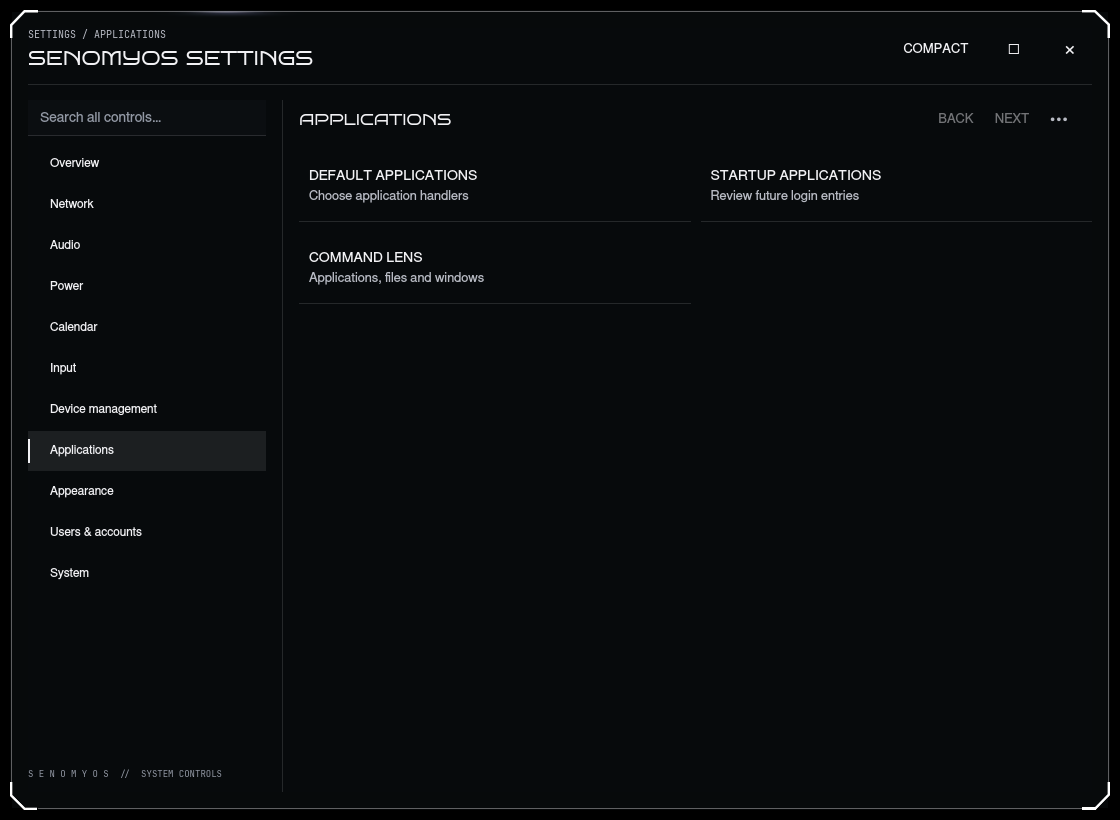 SETTINGS / APPLICATIONS
SENOMYOS SETTINGS
COMPACT
Search all controls...
Overview
Network
Audio
Power
Calendar
Input
Device management
Applications
Appearance
Users & accounts
System
SENOMYOS // SYSTEM CONTROLS
APPLICATIONS
BACK NEXT
DEFAULT APPLICATIONS
Choose application handlers
STARTUP APPLICATIONS
Review future login entries
COMMAND LENS
Applications, files and windows